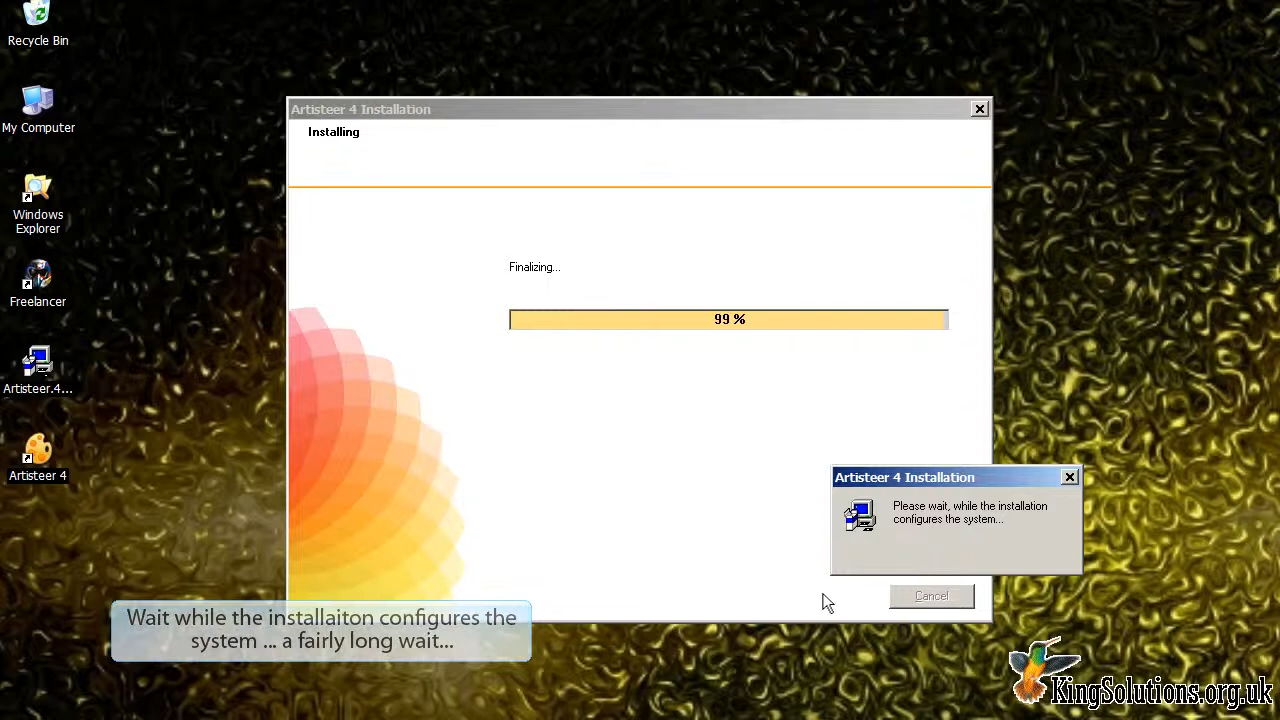 Recycle Bin
My Computer
Windows
Explorer
Freelancer
Artisteer.4...
Artisteer 4
Artisteer 4 Installation
Installing
Finalizing...
99 %
Artisteer 4 Installation
Please wait, while the installation
configures the system...
Cancel
Wait while the installaiton configures the
system ... a fairly long wait...
KingSolutions.org.uk